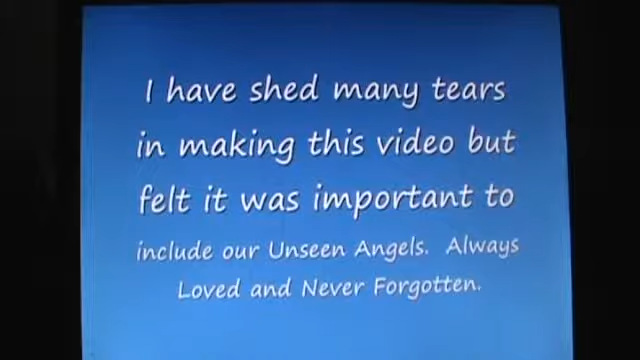 I have shed many tears
in making this video but
felt it was important to
include our Unseen Angels. Always
Loved and Never Forgotten.